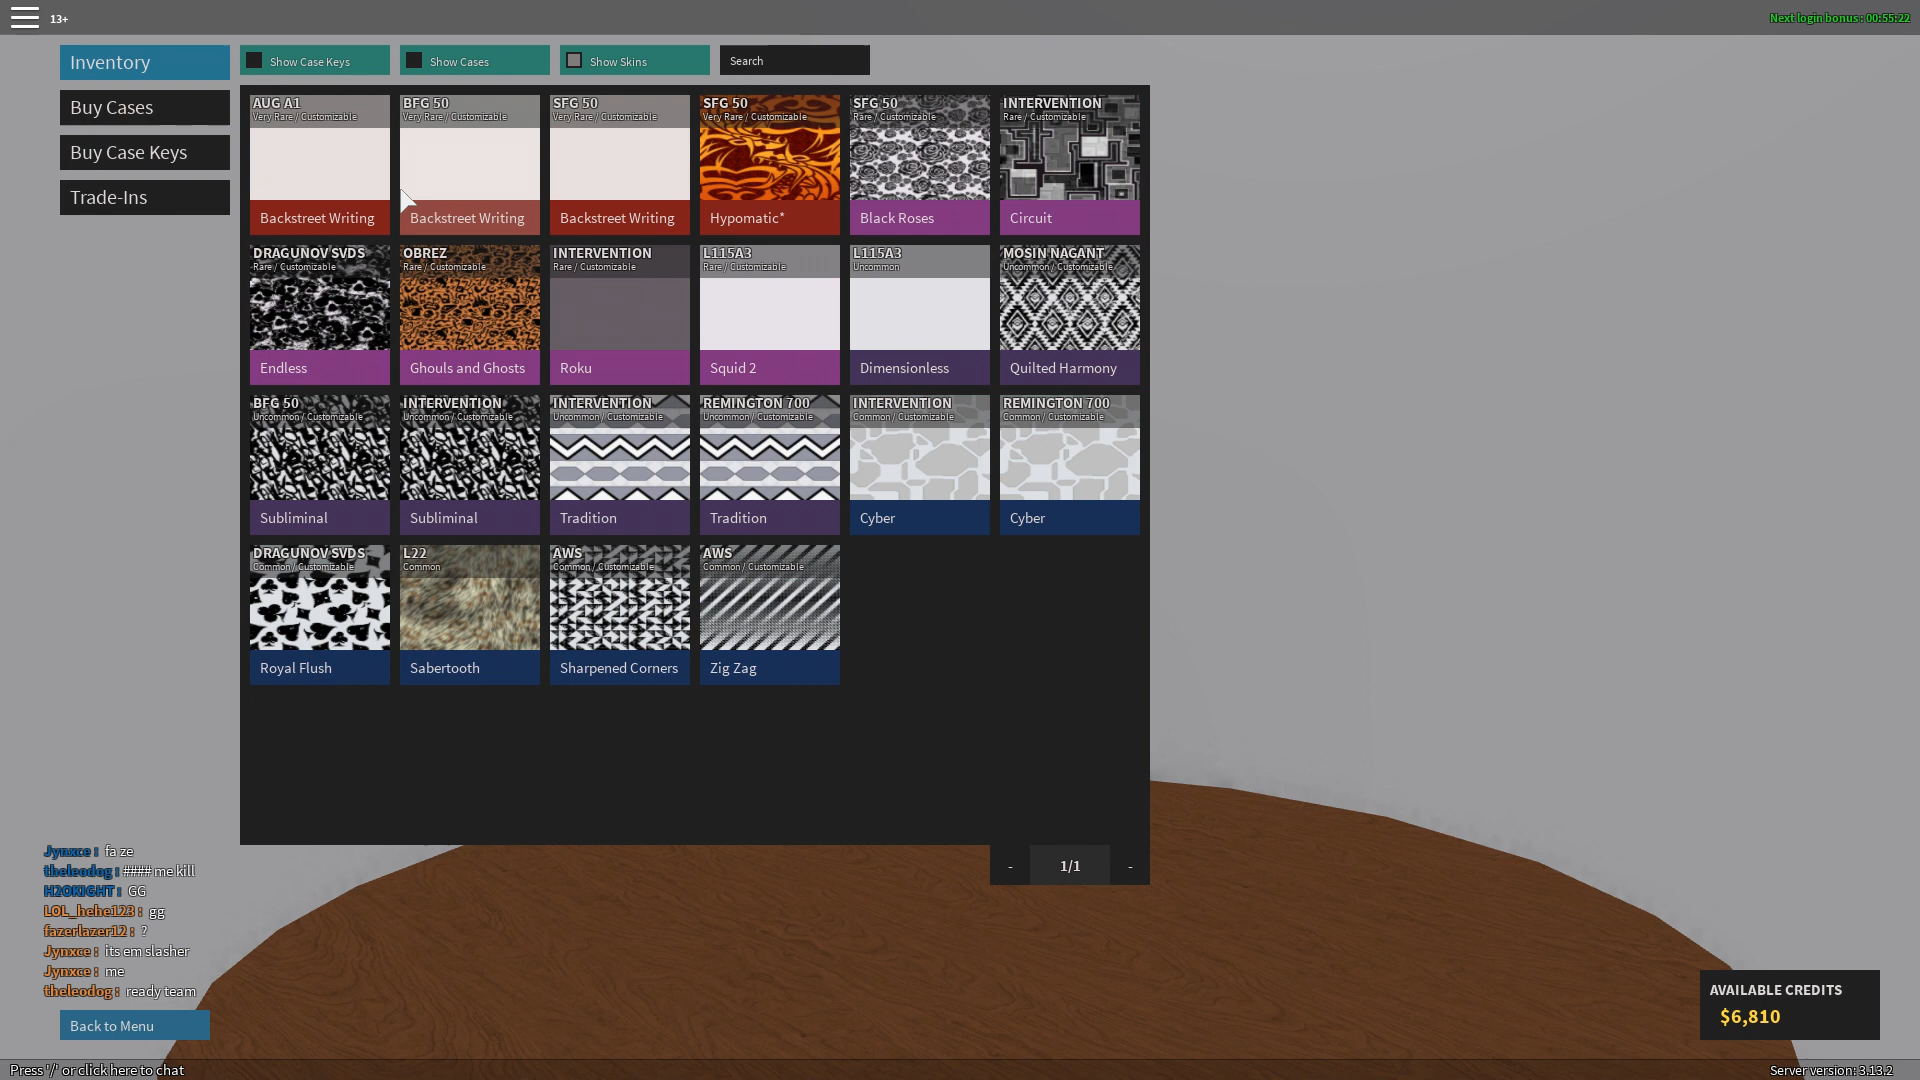 13+
Next login bonus : 00:55:22
Inventory
Buy Cases
Buy Case Keys
Trade-Ins
Show Case Keys
Show Cases
Show Skins
Search
AUG A1
Very Rare / Customizable
Backstreet Writing
BFG 50
Very Rare / Customizable
Backstreet Writing
SFG 50
Very Rare / Customizable
Backstreet Writing
SFG 50
Very Rare / Customizable
Hypomatic*
SFG 50
Rare / Customizable
Black Roses
INTERVENTION
Rare / Customizable
Circuit
DRAGUNOV SVDS
Rare / Customizable
Endless
OBREZ
Rare / Customizable
Ghouls and Ghosts
INTERVENTION
Rare / Customizable
Roku
L115A3
Rare / Customizable
Squid 2
L115A3
Uncommon
Dimensionless
MOSIN NAGANT
Uncommon / Customizable
Quilted Harmony
BFG 50
Uncommon / Customizable
Subliminal
INTERVENTION
Uncommon / Customizable
Subliminal
INTERVENTION
Uncommon / Customizable
Tradition
REMINGTON 700
Uncommon / Customizable
Tradition
INTERVENTION
Common / Customizable
Cyber
REMINGTON 700
Common / Customizable
Cyber
DRAGUNOV SVDS
Common / Customizable
Royal Flush
L22
Common
Sabertooth
AWS
Common / Customizable
Sharpened Corners
AWS
Common / Customizable
Zig Zag
- 1/1 -
Jynxce : fa ze
theleodog : #### me kill
H2OKIGHT : GG
LOL_hehe123 : gg
fazerlazer12 : ?
Jynxce : its em slasher
Jynxce : me
theleodog : ready team
Back to Menu
AVAILABLE CREDITS
$6,810
Press '/' or click here to chat
Server version: 3.13.2